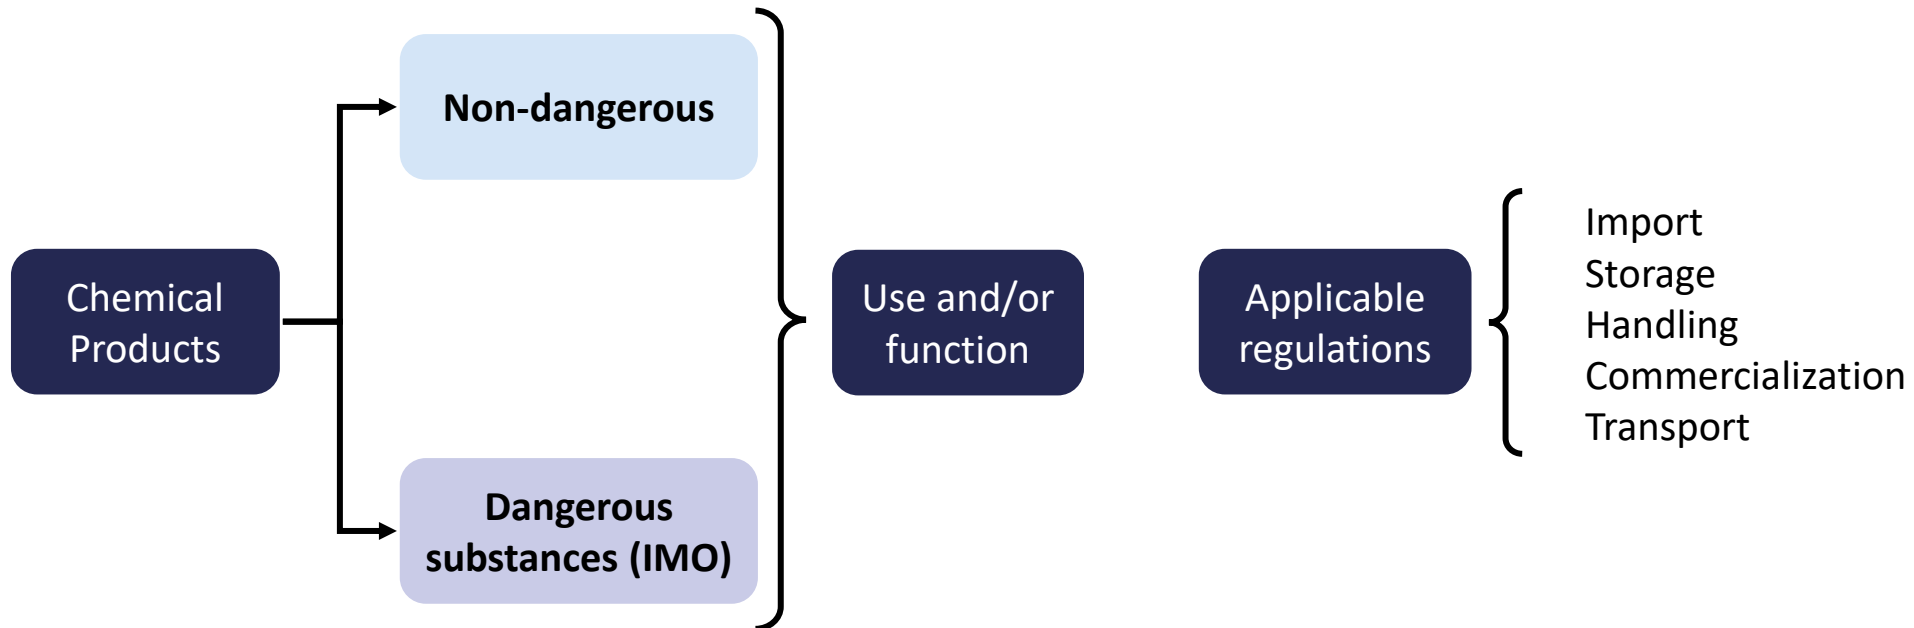 Non-dangerous
Chemical
Products
Dangerous
substances (IMO)
Use and/or
function
Applicable
regulations
Import
Storage
Handling
Commercialization
Transport